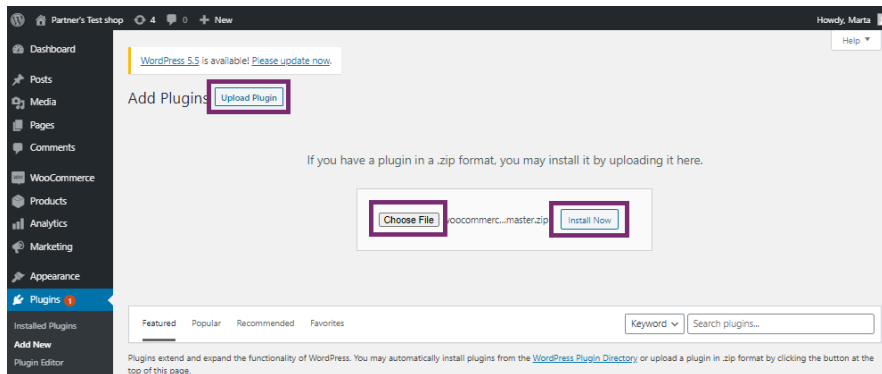 Partner's Test shop 4 0 New
Howdy, Marta
Help
Dashboard
Posts
Media
Pages
Comments
WooCommerce
Products
Analytics
Marketing
Appearance
Plugins 1
Installed Plugins
Add New
Plugin Editor
WordPress 5.5 is available! Please update now.
Add Plugins Upload Plugin
If you have a plugin in a .zip format, you may install it by uploading it here.
Choose File woocommerc...master.zip Install Now
Featured Popular Recommended Favorites Keyword Search plugins...
Plugins extend and expand the functionality of WordPress. You may automatically install plugins from the WordPress Plugin Directory or upload a plugin in .zip format by clicking the button at the
top of this page.